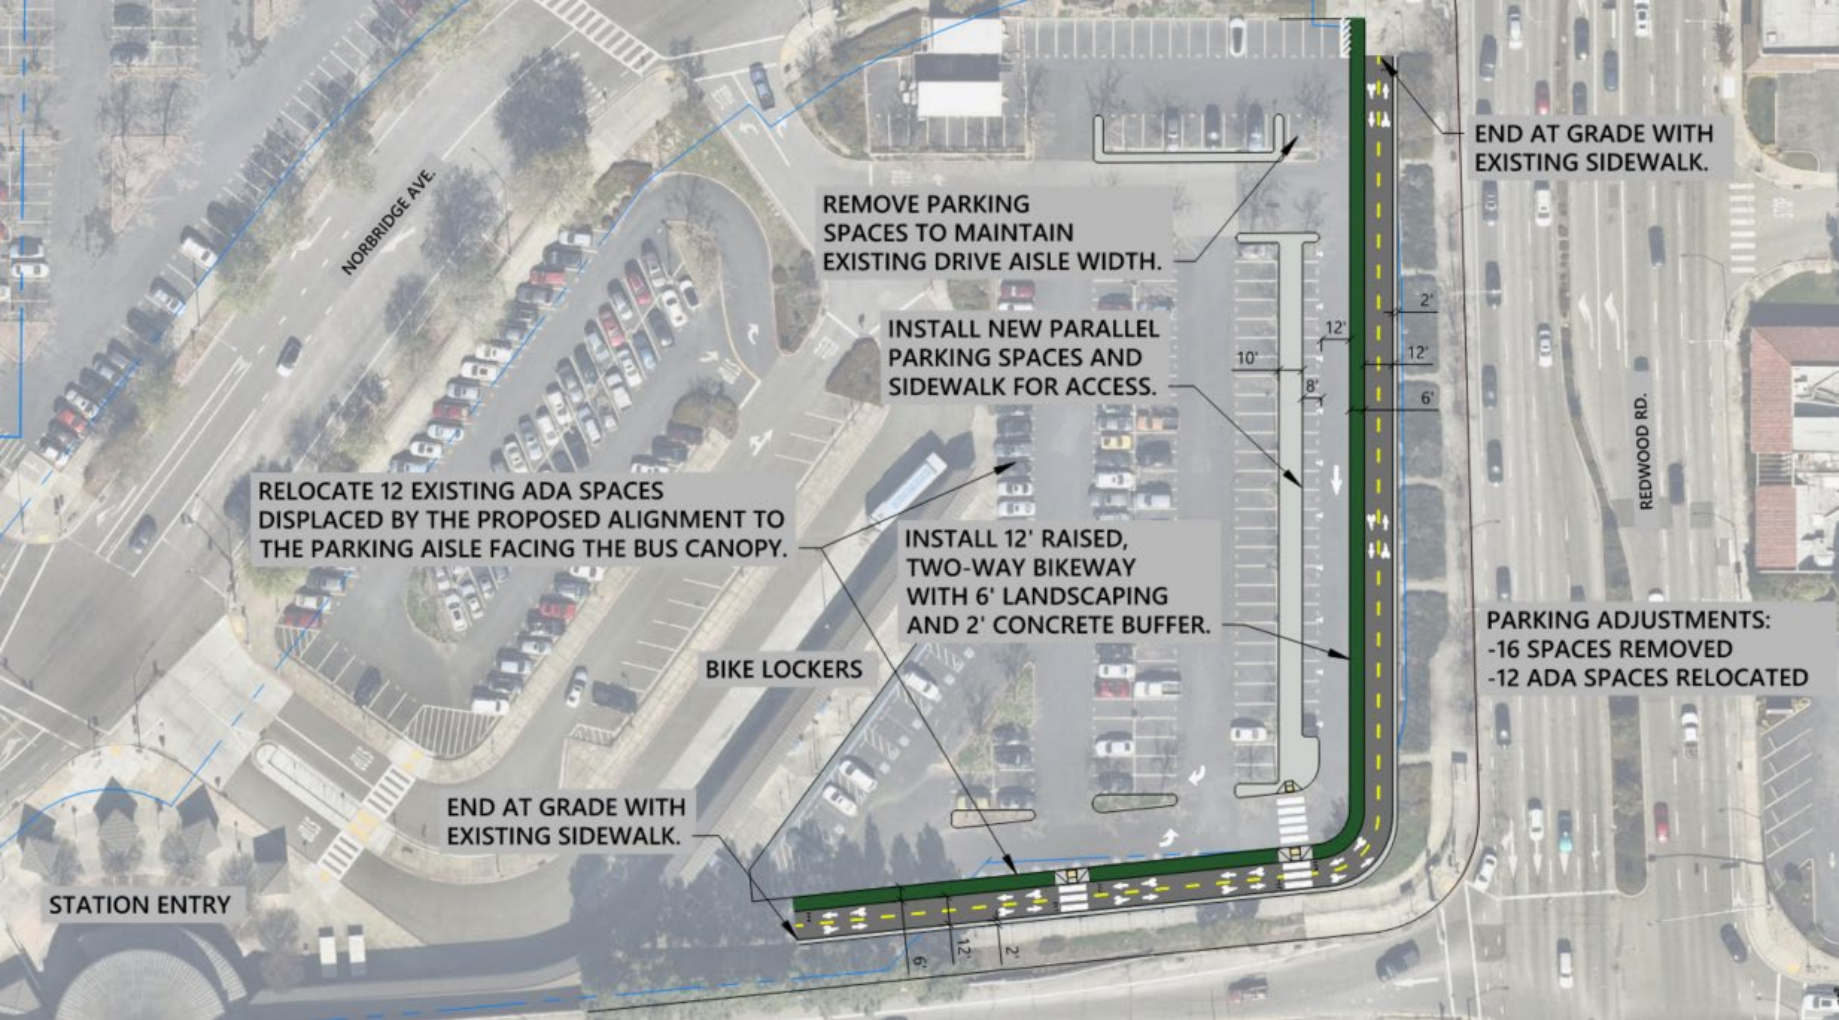 NORBRIDGE AVE.
REMOVE PARKING
SPACES TO MAINTAIN
EXISTING DRIVE AISLE WIDTH.
END AT GRADE WITH
EXISTING SIDEWALK.
INSTALL NEW PARALLEL
PARKING SPACES AND
SIDEWALK FOR ACCESS.
2'
12'
12'
10'
8'
6'
REDWOOD RD.
RELOCATE 12 EXISTING ADA SPACES
DISPLACED BY THE PROPOSED ALIGNMENT TO
THE PARKING AISLE FACING THE BUS CANOPY.
INSTALL 12' RAISED,
TWO-WAY BIKEWAY
WITH 6' LANDSCAPING
AND 2' CONCRETE BUFFER.
BIKE LOCKERS
PARKING ADJUSTMENTS:
-16 SPACES REMOVED
-12 ADA SPACES RELOCATED
END AT GRADE WITH
EXISTING SIDEWALK.
STATION ENTRY
6'
12'
2'